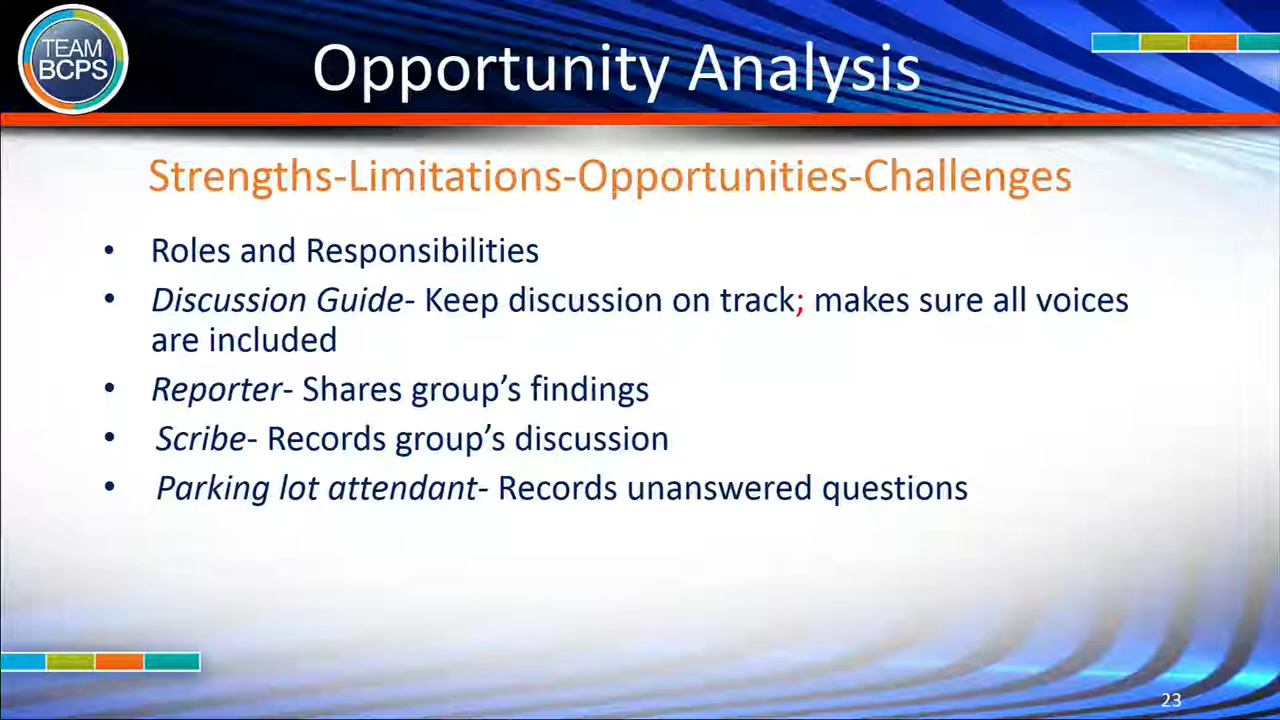 TEAM
BCPS
Opportunity Analysis
Strengths-Limitations-Opportunities-Challenges
• Roles and Responsibilities
• Discussion Guide- Keep discussion on track; makes sure all voices
are included
• Reporter- Shares group’s findings
• Scribe- Records group’s discussion
• Parking lot attendant- Records unanswered questions
23